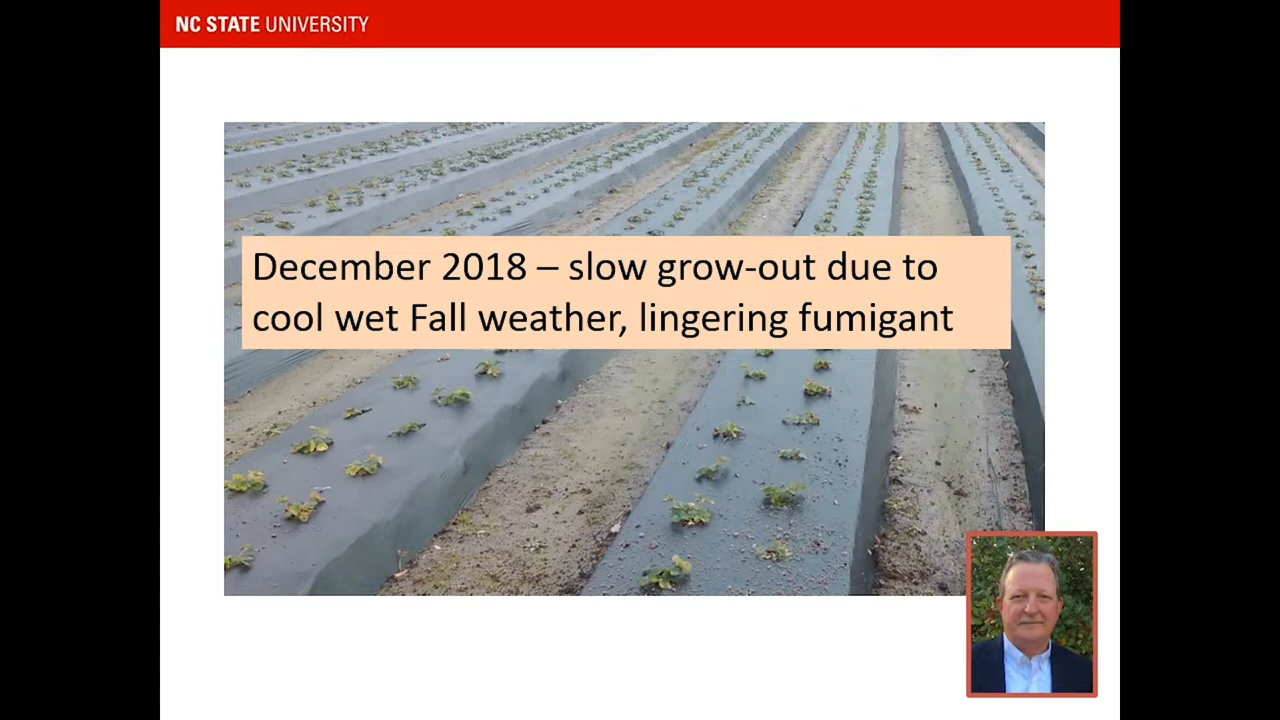 NC STATE UNIVERSITY
December 2018 – slow grow-out due to
cool wet Fall weather, lingering fumigant